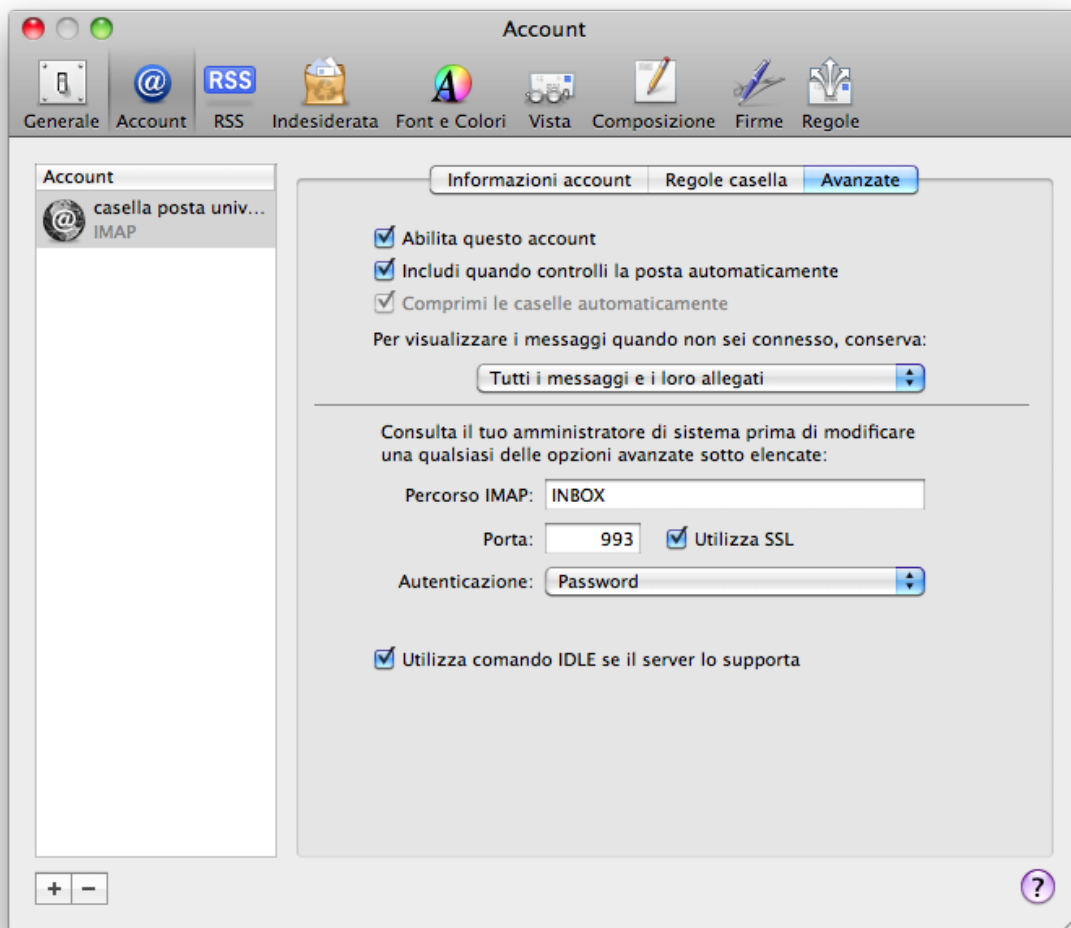 Account
RSS
Generale Account RSS Indesiderata Font e Colori Vista Composizione Firme Regole
Account
casella posta univ...
IMAP
Informazioni account Regole casella Avanzate
Abilita questo account
Includi quando controlli la posta automaticamente
Comprimi le caselle automaticamente
Per visualizzare i messaggi quando non sei connesso, conserva:
Tutti i messaggi e i loro allegati
Consulta il tuo amministratore di sistema prima di modificare
una qualsiasi delle opzioni avanzate sotto elencate:
Percorso IMAP: INBOX
Porta: 993 Utilizza SSL
Autenticazione: Password
Utilizza comando IDLE se il server lo supporta
+ − ?